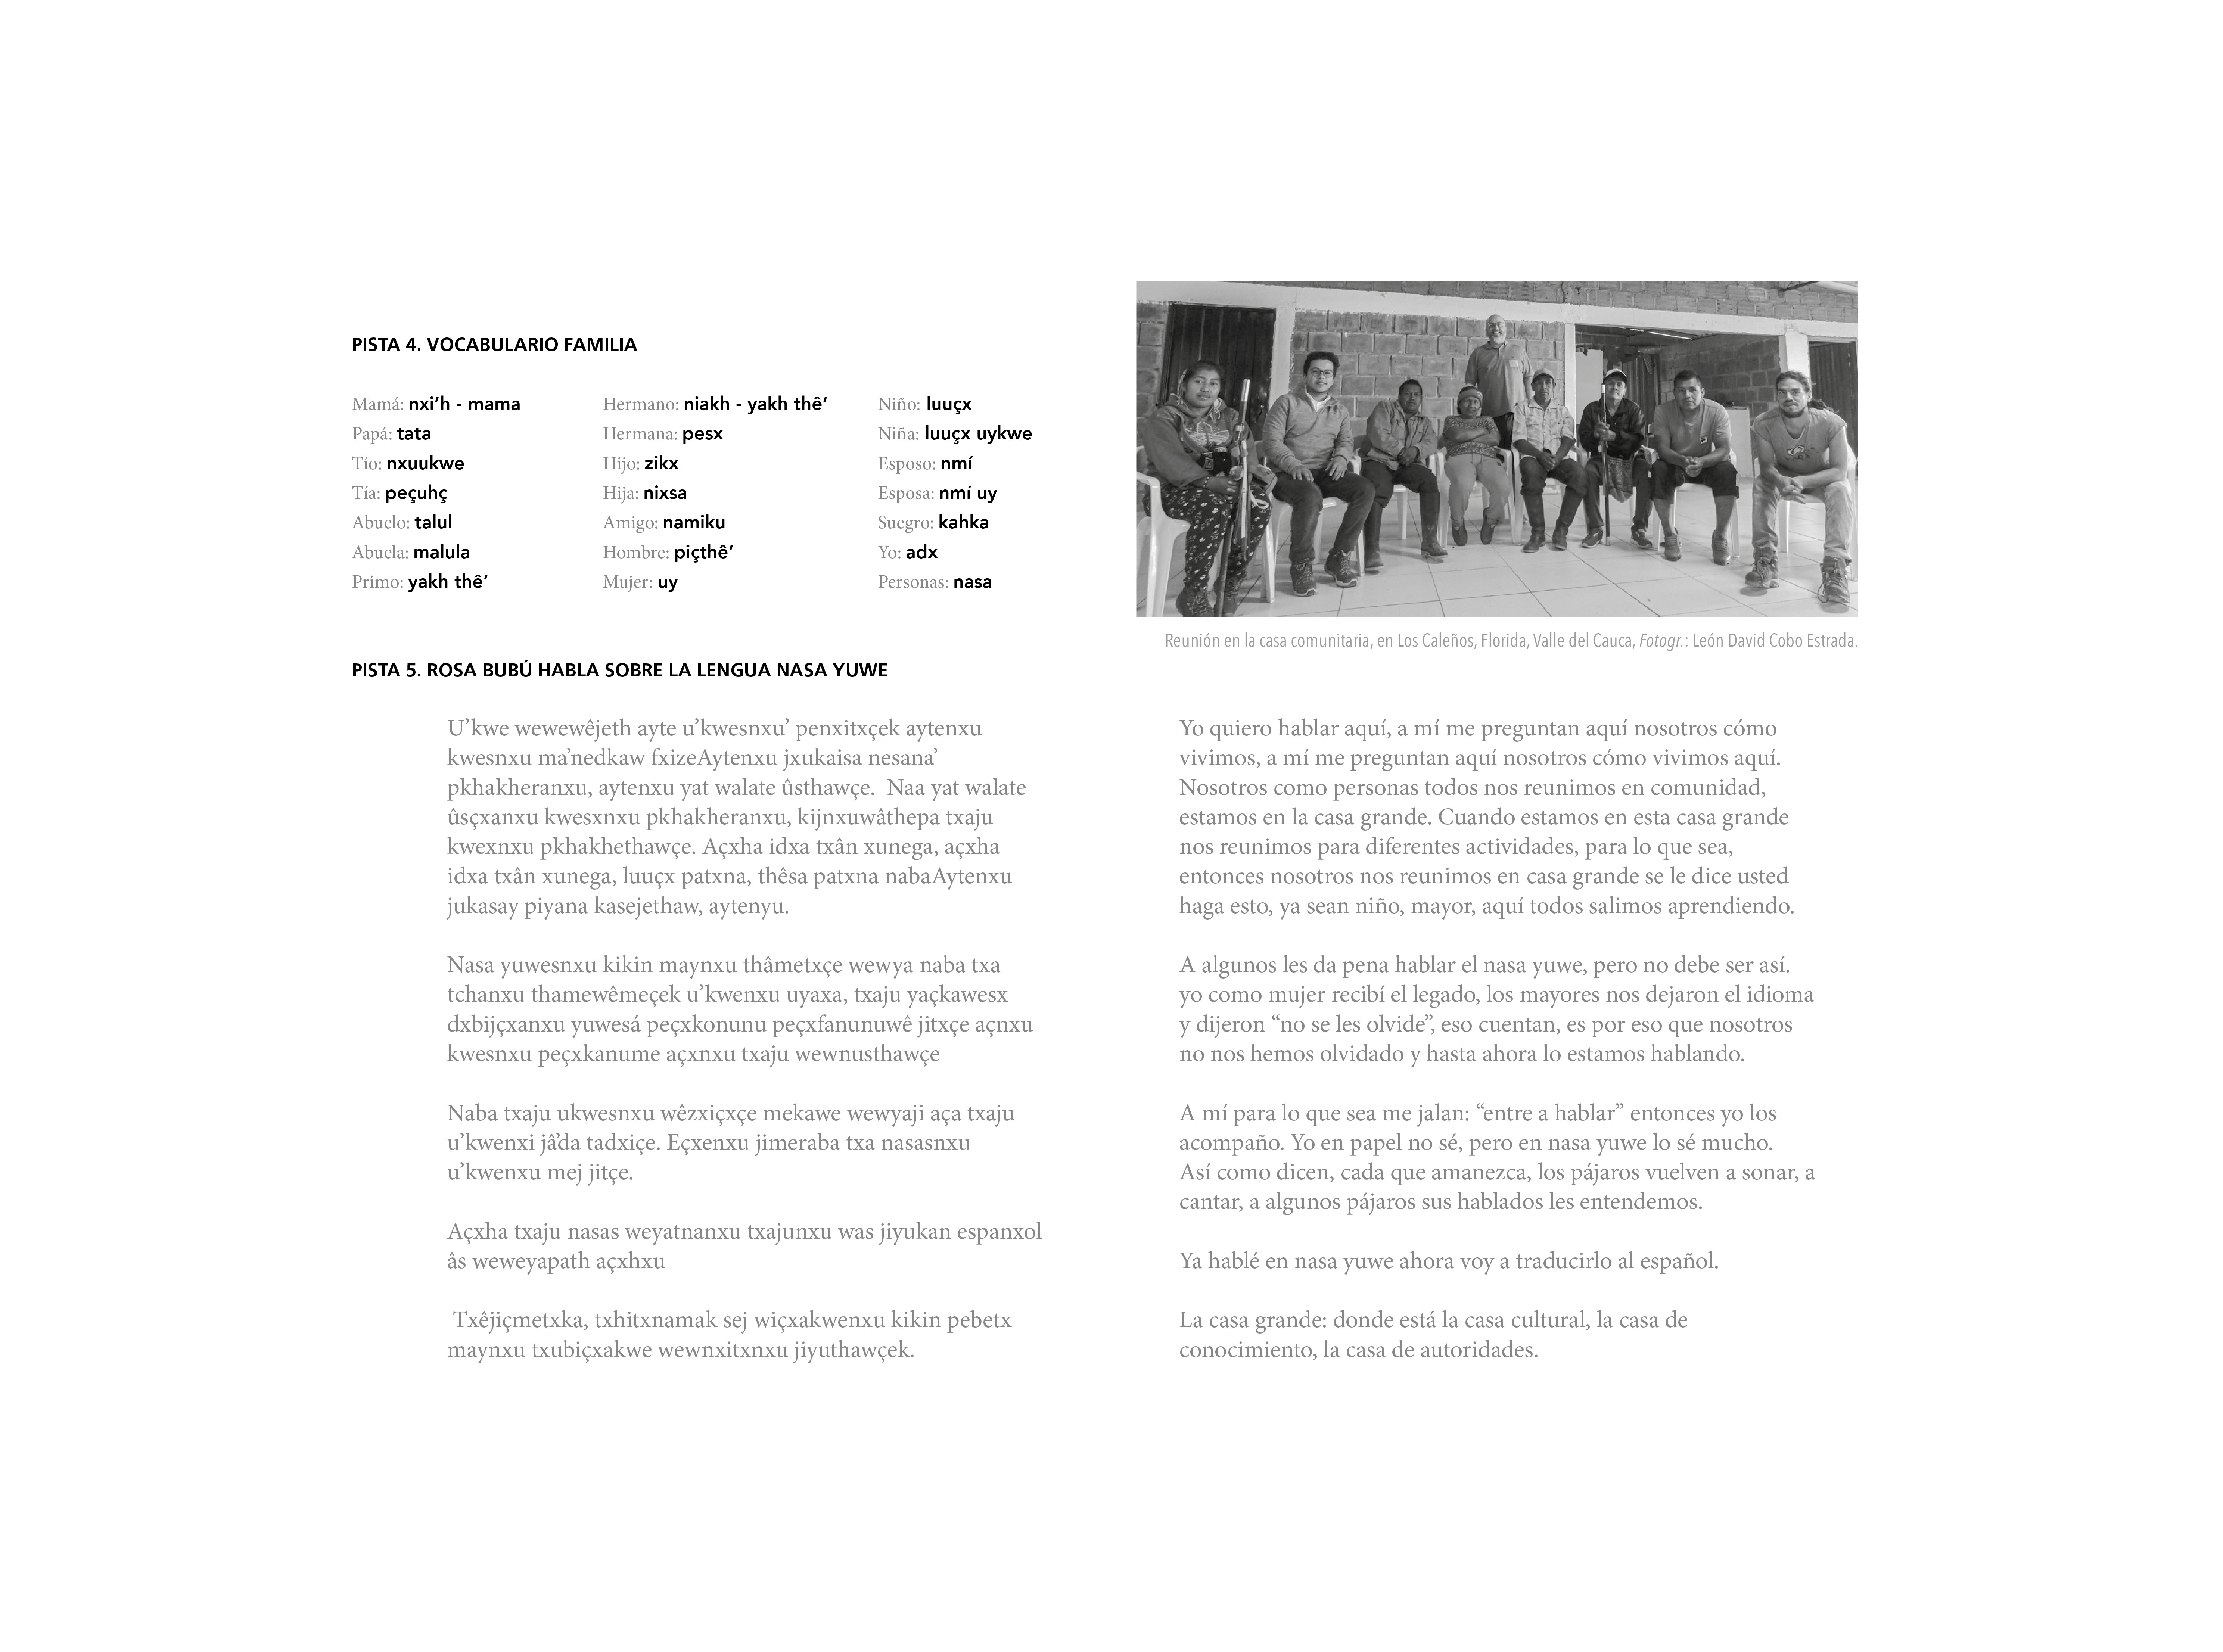 PISTA 4. VOCABULARIO FAMILIA
Mamá: nxi’h - mama
Papá: tata
Tío: nxuukwe
Tía: peçuhç
Abuelo: talul
Abuela: malula
Primo: yakh thê’
Hermano: niakh - yakh thê’
Hermana: pesx
Hijo: zikx
Hija: nixsa
Amigo: namiku
Hombre: piçthê’
Mujer: uy
Niño: luuçx
Niña: luuçx uykwe
Esposo: nmí
Esposa: nmí uy
Suegro: kahka
Yo: adx
Personas: nasa
Reunión en la casa comunitaria, en Los Caleños, Florida, Valle del Cauca, Fotogr.: León David Cobo Estrada.
PISTA 5. ROSA BUBÚ HABLA SOBRE LA LENGUA NASA YUWE
U’kwe wewewêjeth ayte u’kwesnxu’ penxitxçek aytenxu
kwesnxu ma’nedkaw fxizeAytenxu jxukaisa nesana’
pkhakheranxu, aytenxu yat walate ûsthawçe.  Naa yat walate
ûsçxanxu kwesxnxu pkhakheranxu, kijnxuwâthepa txaju
kwexnxu pkhakhethawçe. Açxha idxa txân xunega, açxha
idxa txân xunega, luuçx patxna, thêsa patxna nabaAytenxu
jukasay piyana kasejethaw, aytenyu.
Nasa yuwesnxu kikin maynxu thâmetxçe wewya naba txa
tchanxu thamewêmeçek u’kwenxu uyaxa, txaju yaçkawesx
dxbijçxanxu yuwesá peçxkonunu peçxfanunuwê jitxçe açnxu
kwesnxu peçxkanume açxnxu txaju wewnusthawçe
Naba txaju ukwesnxu wêzxiçxçe mekawe wewyaji aça txaju
u’kwenxi jâ’da tadxiçe. Eçxenxu jimeraba txa nasasnxu
u’kwenxu mej jitçe.
Açxha txaju nasas weyatnanxu txajunxu was jiyukan espanxol
âs weweyapath açxhxu
Txêjiçmetxka, txhitxnamak sej wiçxakwenxu kikin pebetx
maynxu txubiçxakwe wewnxitxnxu jiyuthawçek.
Yo quiero hablar aquí, a mí me preguntan aquí nosotros cómo
vivimos, a mí me preguntan aquí nosotros cómo vivimos aquí.
Nosotros como personas todos nos reunimos en comunidad,
estamos en la casa grande. Cuando estamos en esta casa grande
nos reunimos para diferentes actividades, para lo que sea,
entonces nosotros nos reunimos en casa grande se le dice usted
haga esto, ya sean niño, mayor, aquí todos salimos aprendiendo.
A algunos les da pena hablar el nasa yuwe, pero no debe ser así.
yo como mujer recibí el legado, los mayores nos dejaron el idioma
y dijeron “no se les olvide”, eso cuentan, es por eso que nosotros
no nos hemos olvidado y hasta ahora lo estamos hablando.
A mí para lo que sea me jalan: “entre a hablar” entonces yo los
acompaño. Yo en papel no sé, pero en nasa yuwe lo sé mucho.
Así como dicen, cada que amanezca, los pájaros vuelven a sonar, a
cantar, a algunos pájaros sus hablados les entendemos.
Ya hablé en nasa yuwe ahora voy a traducirlo al español.
La casa grande: donde está la casa cultural, la casa de
conocimiento, la casa de autoridades.